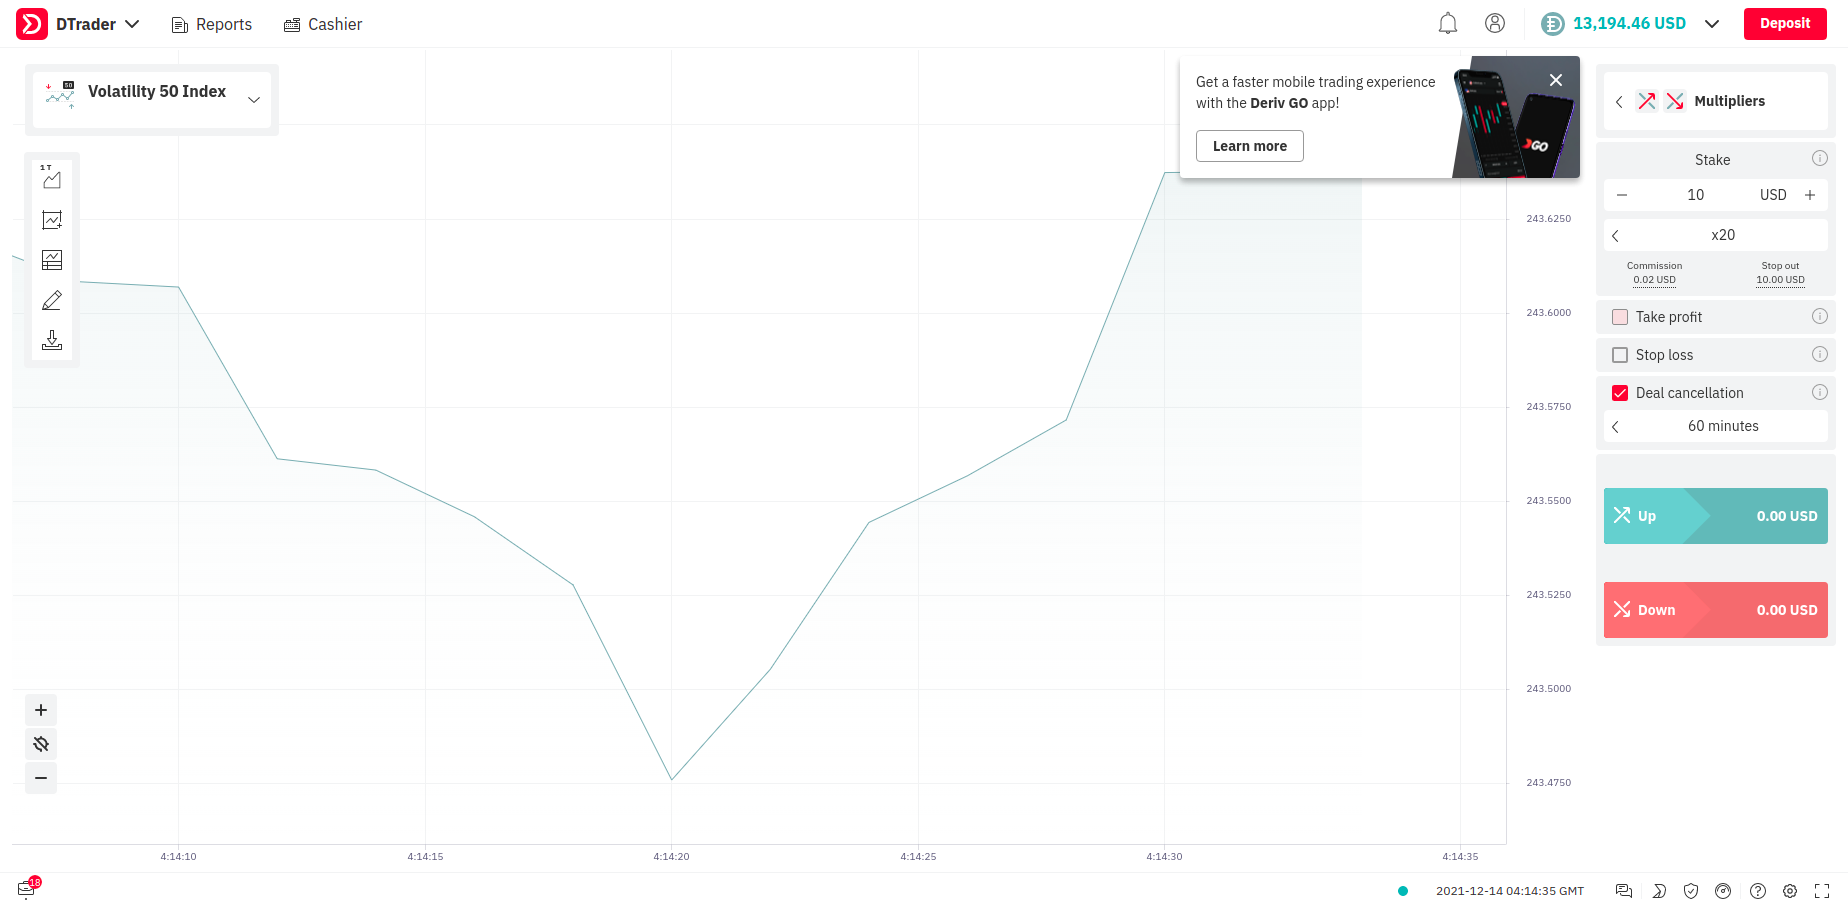 DTrader
Reports
Cashier
13,194.46 USD
Deposit
50
Volatility 50 Index
Get a faster mobile trading experience
with the Deriv GO app!
Learn more
GO
Multipliers
1T
Stake
10
USD
x20
Commission
0.02 USD
Stop out
10.00 USD
Take profit
Stop loss
Deal cancellation
60 minutes
Up
0.00 USD
Down
0.00 USD
243.6250
243.6000
243.5750
243.5500
243.5250
243.5000
243.4750
4:14:10
4:14:15
4:14:20
4:14:25
4:14:30
4:14:35
18
2021-12-14 04:14:35 GMT